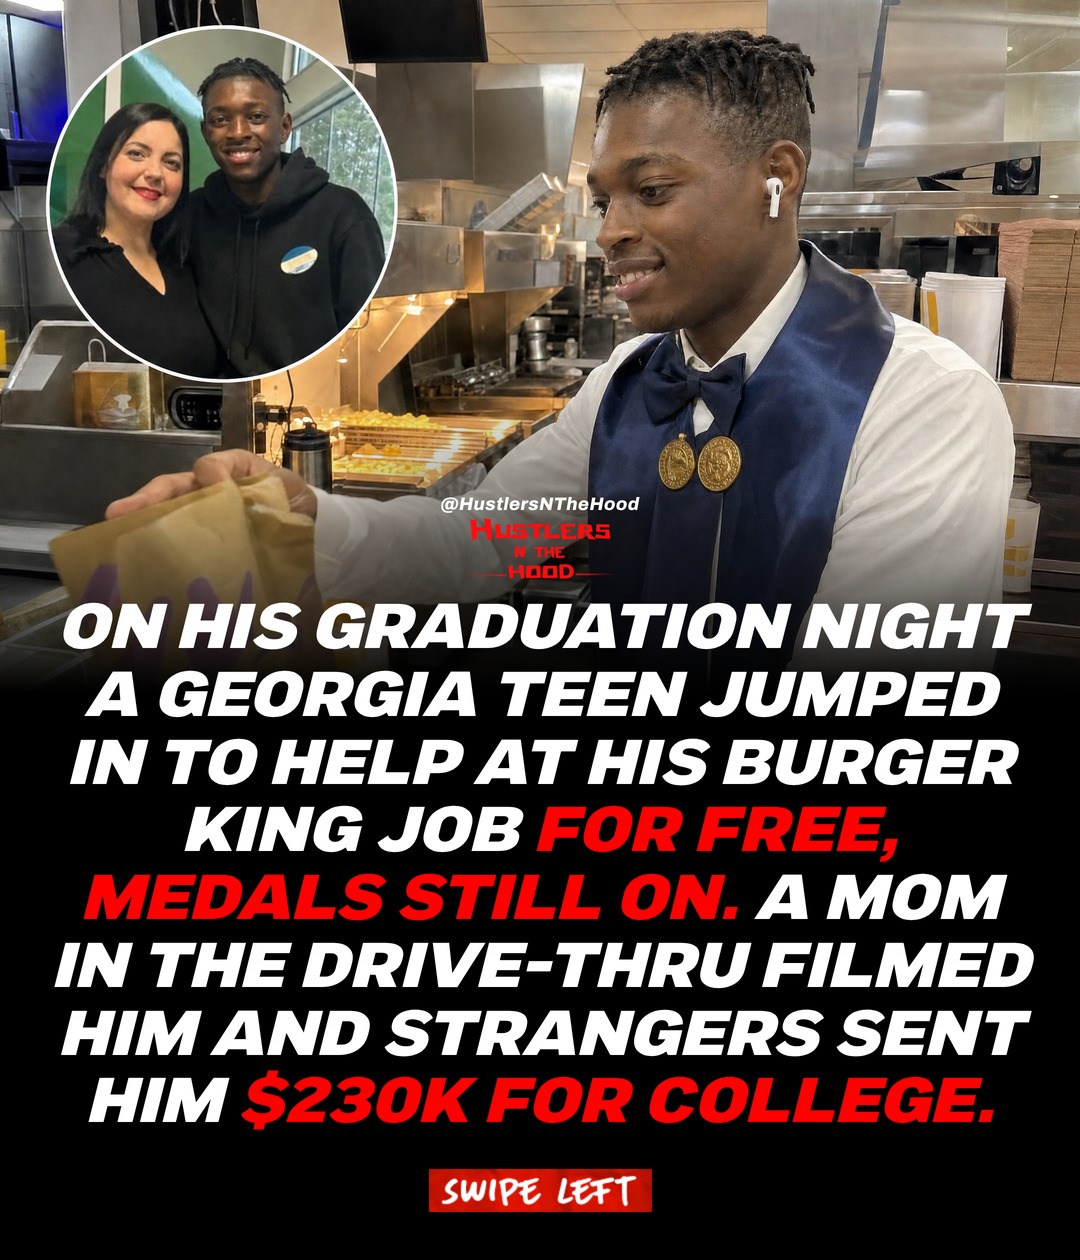 @HustlersNTheHood
HUSTLERS
N THE
HOOD
ON HIS GRADUATION NIGHT
A GEORGIA TEEN JUMPED
IN TO HELP AT HIS BURGER
KING JOB FOR FREE,
MEDALS STILL ON. A MOM
IN THE DRIVE-THRU FILMED
HIM AND STRANGERS SENT
HIM $230K FOR COLLEGE.
SWIPE LEFT